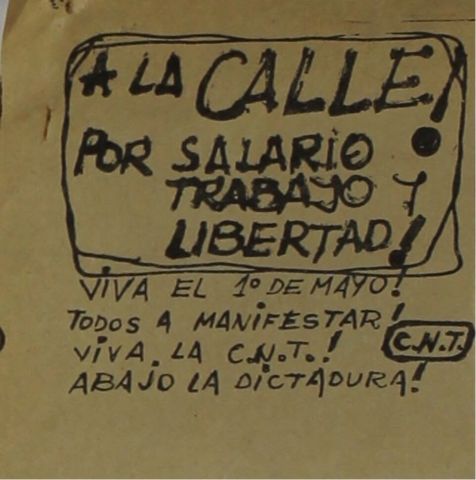 A LA CALLE!
POR SALARIO
TRABAJO Y
LIBERTAD!
VIVA EL 1º DE MAYO!
TODOS A MANIFESTAR!
VIVA. LA C.N.T.!
C.N.T.
ABAJO LA DICTADURA!